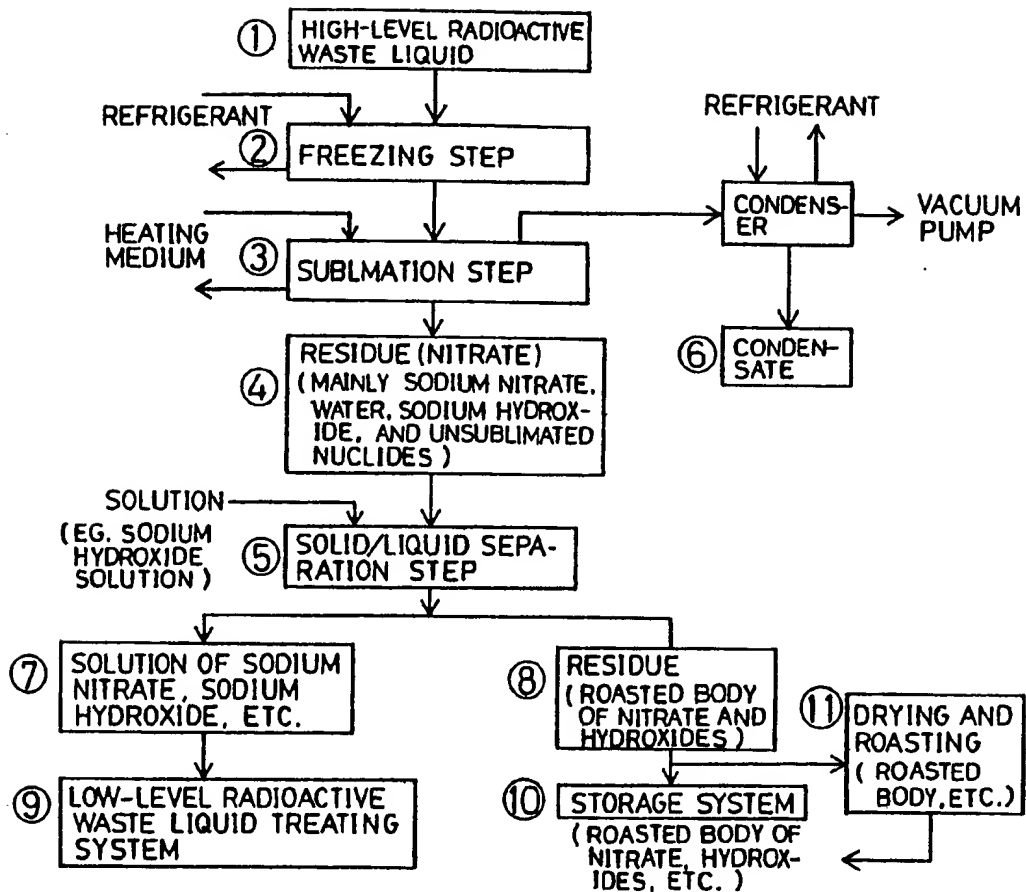 ①
HIGH-LEVEL RADIOACTIVE
WASTE LIQUID
REFRIGERANT
②
FREEZING STEP
REFRIGERANT
CONDENS-
ER
VACUUM
PUMP
HEATING
MEDIUM
③
SUBLMATION STEP
⑥
CONDEN-
SATE
④
RESIDUE (NITRATE)
(MAINLY SODIUM NITRATE,
WATER, SODIUM HYDROX-
IDE, AND UNSUBLIMATED
NUCLIDES)
SOLUTION
(EG. SODIUM
HYDROXIDE
SOLUTION)
⑤
SOLID/LIQUID SEPA-
RATION STEP
⑦
SOLUTION OF SODIUM
NITRATE, SODIUM
HYDROXIDE, ETC.
⑧
RESIDUE
(ROASTED BODY
OF NITRATE AND
HYDROXIDES)
⑪
DRYING AND
ROASTING
(ROASTED
BODY, ETC.)
⑨
LOW-LEVEL RADIOACTIVE
WASTE LIQUID TREATING
SYSTEM
⑩
STORAGE SYSTEM
(ROASTED BODY OF
NITRATE, HYDROX-
IDES, ETC.)